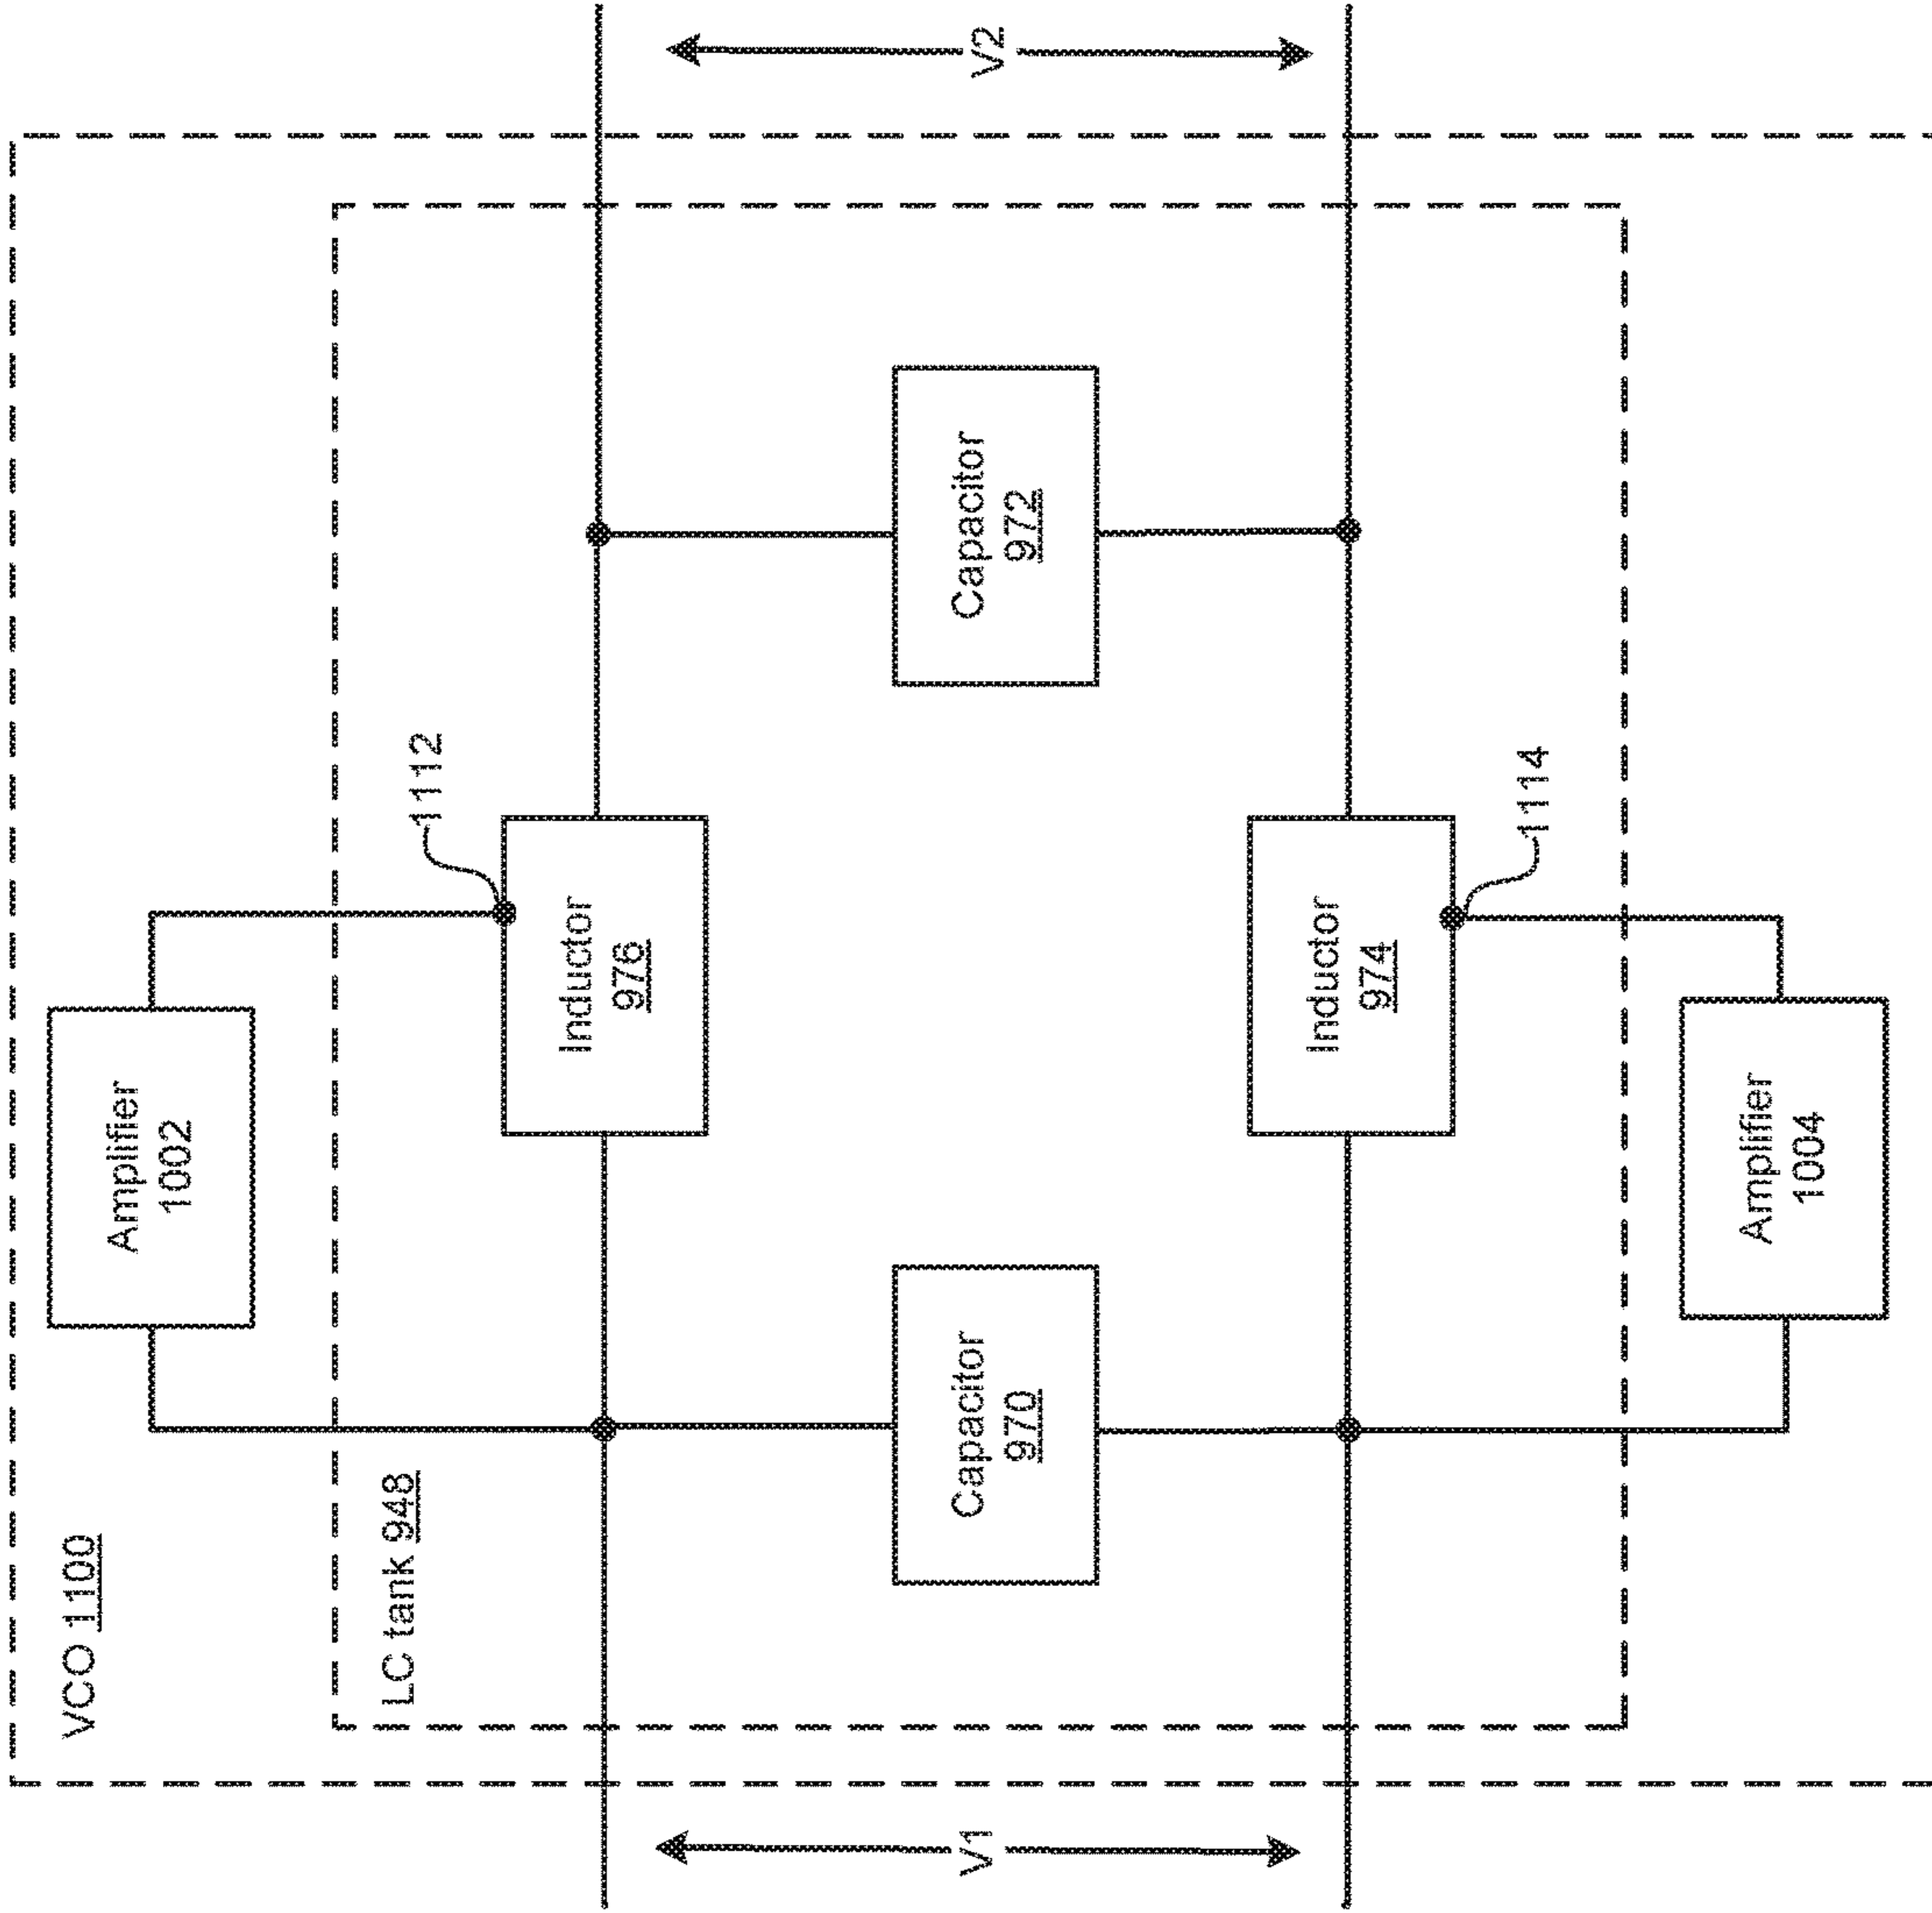 VCO 1100
LC tank 948
Amplifier
1002
1112
Inductor
976
V1
Capacitor
970
Capacitor
972
V2
Inductor
974
1114
Amplifier
1004